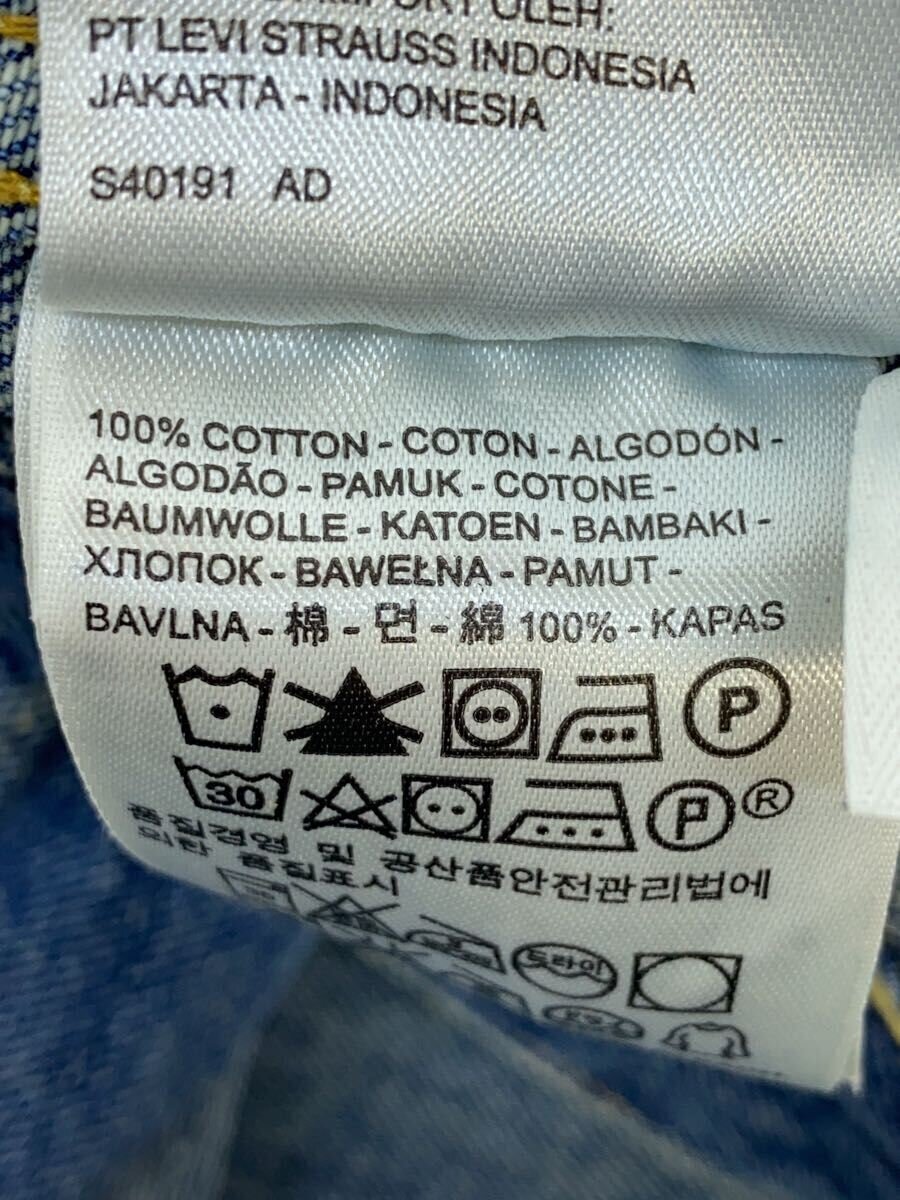 IMPORT OLEH:
PT LEVI STRAUSS INDONESIA
JAKARTA - INDONESIA
S40191 AD
100% COTTON - COTON - ALGODÓN -
ALGODÃO - PAMUK - COTONE -
BAUMWOLLE - KATOEN - BAMBAKI -
ХЛОПОК - BAWEŁNA - PAMUT -
BAVLNA - 棉 - 면 - 綿 100% - KAPAS
P
30 P ®
품질경영 및 공산품안전관리법에
의한 품질표시
드라이